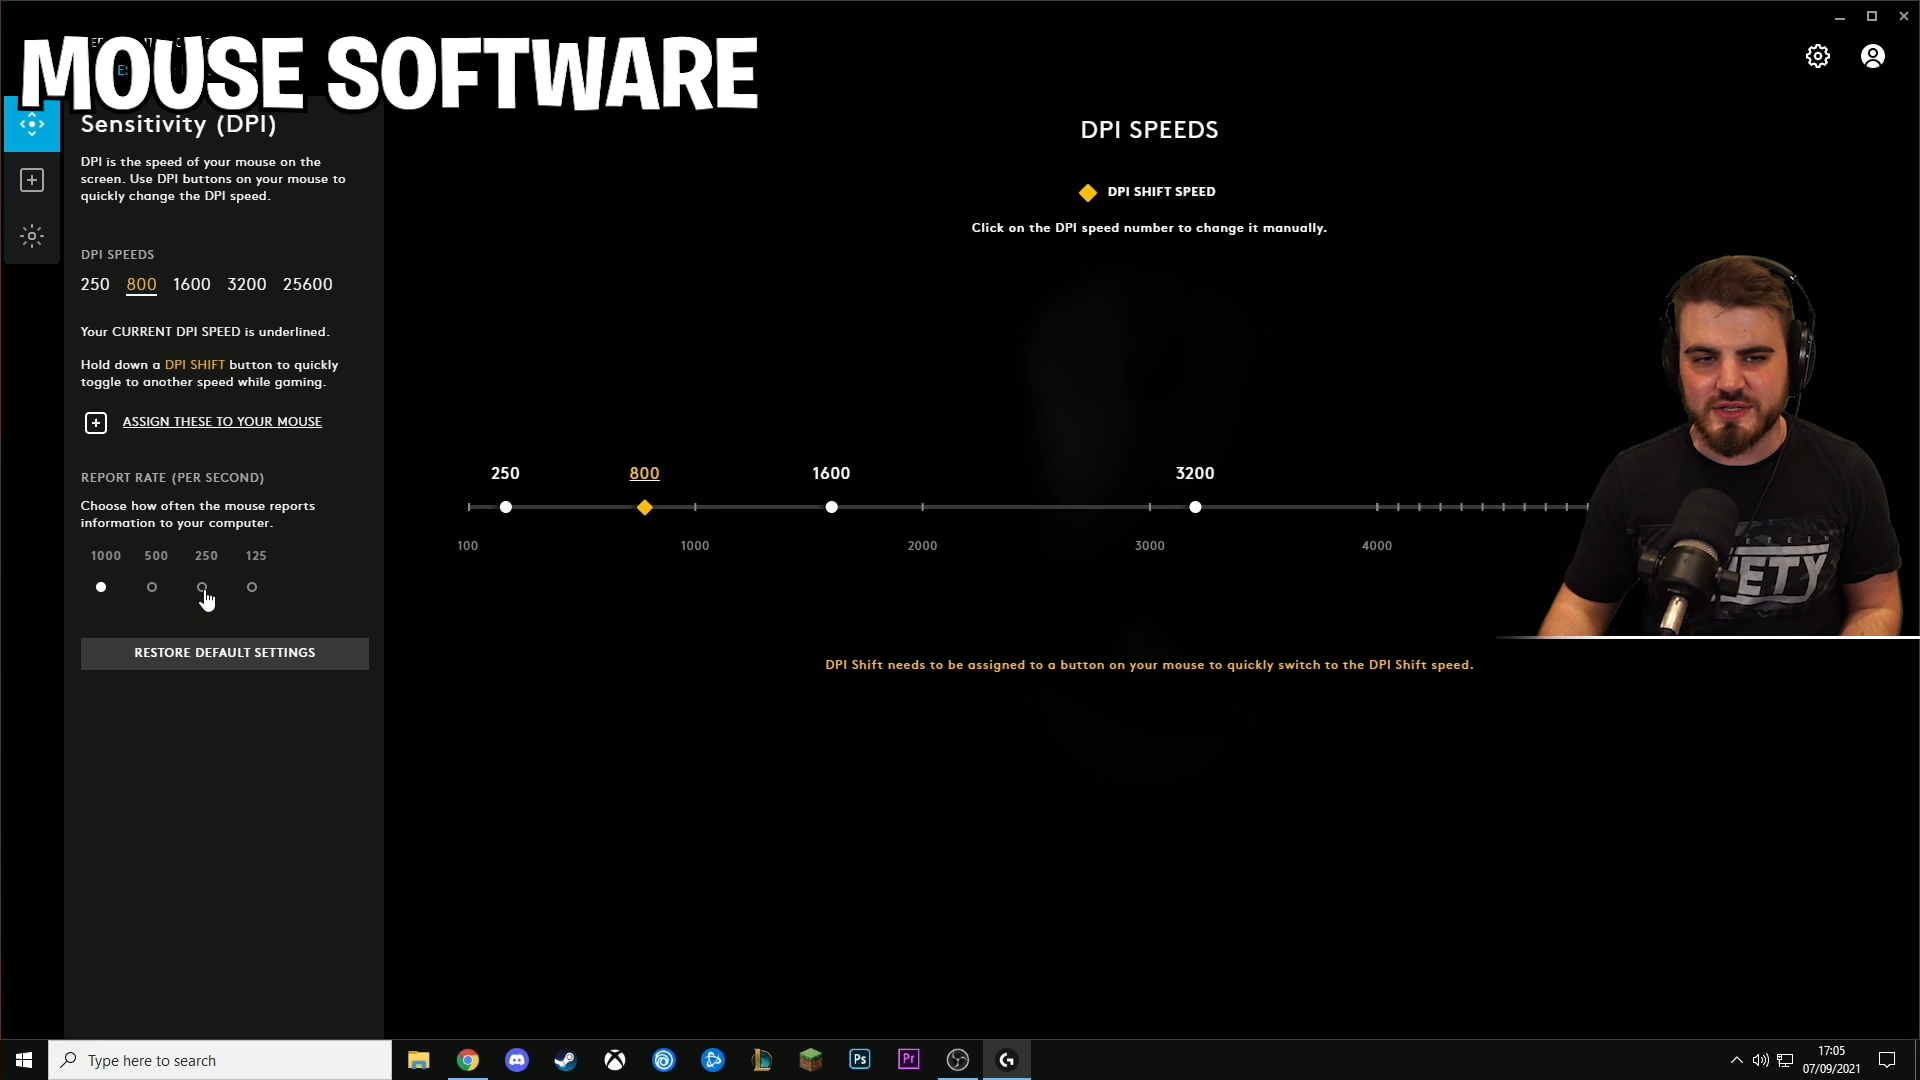 MOUSE SOFTWARE
Sensitivity (DPI)
DPI is the speed of your mouse on the
screen. Use DPI buttons on your mouse to
quickly change the DPI speed.
DPI SPEEDS
250 800 1600 3200 25600
Your CURRENT DPI SPEED is underlined.
Hold down a DPI SHIFT button to quickly
toggle to another speed while gaming.
ASSIGN THESE TO YOUR MOUSE
REPORT RATE (PER SECOND)
Choose how often the mouse reports
information to your computer.
1000 500 250 125
RESTORE DEFAULT SETTINGS
DPI SPEEDS
DPI SHIFT SPEED
Click on the DPI speed number to change it manually.
250 800 1600 3200
100 1000 2000 3000 4000
DPI Shift needs to be assigned to a button on your mouse to quickly switch to the DPI Shift speed.
Type here to search
Ps
Pr
17:05
07/09/2021